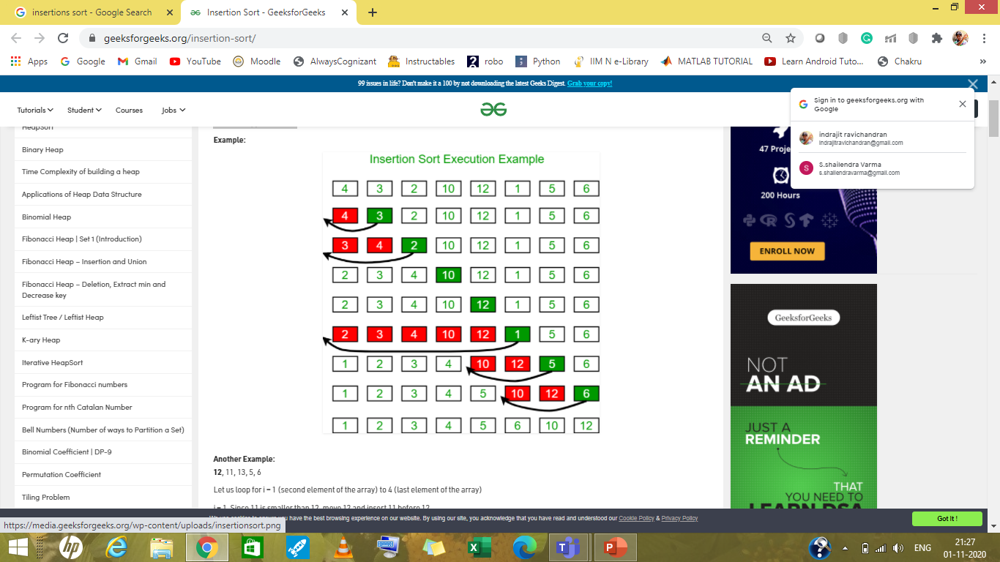 insertions sort - Google Search
Insertion Sort - GeeksforGeeks
geeksforgeeks.org/insertion-sort/
Apps Google Gmail YouTube Moodle AlwaysCognizant Instructables robo Python IIM N e-Library MATLAB TUTORIAL Learn Android Tuto... Chakru
99 issues in life? Don't make it a 100 by not downloading the latest Geeks Digest. Grab your copy!
Tutorials Student Courses Jobs
Sign in to geeksforgeeks.org with
Google
indrajit ravichandran
indrajitravichandran@gmail.com
S.shailendra Varma
s.shailendravarma@gmail.com
HeapSort
Binary Heap
Time Complexity of building a heap
Applications of Heap Data Structure
Binomial Heap
Fibonacci Heap | Set 1 (Introduction)
Fibonacci Heap – Insertion and Union
Fibonacci Heap – Deletion, Extract min and
Decrease key
Leftist Tree / Leftist Heap
K-ary Heap
Iterative HeapSort
Program for Fibonacci numbers
Program for nth Catalan Number
Bell Numbers (Number of ways to Partition a Set)
Binomial Coefficient | DP-9
Permutation Coefficient
Tiling Problem
Example:
Insertion Sort Execution Example
4 3 2 10 12 1 5 6
4 3 2 10 12 1 5 6
3 4 2 10 12 1 5 6
2 3 4 10 12 1 5 6
2 3 4 10 12 1 5 6
2 3 4 10 12 1 5 6
1 2 3 4 10 12 5 6
1 2 3 4 5 10 12 6
1 2 3 4 5 6 10 12
Another Example:
12, 11, 13, 5, 6
Let us loop for i = 1 (second element of the array) to 4 (last element of the array)
i = 1. Since 11 is smaller than 12, move 12 and insert 11 before 12
47 Proje
200 Hours
ENROLL NOW
GeeksforGeeks
NOT
AN AD
JUST A
REMINDER
THAT
YOU NEED TO
LEARN DSA
have the best browsing experience on our website. By using our site, you acknowledge that you have read and understood our Cookie Policy & Privacy Policy
Got It !
https://media.geeksforgeeks.org/wp-content/uploads/insertionsort.png
ENG
21:27
01-11-2020